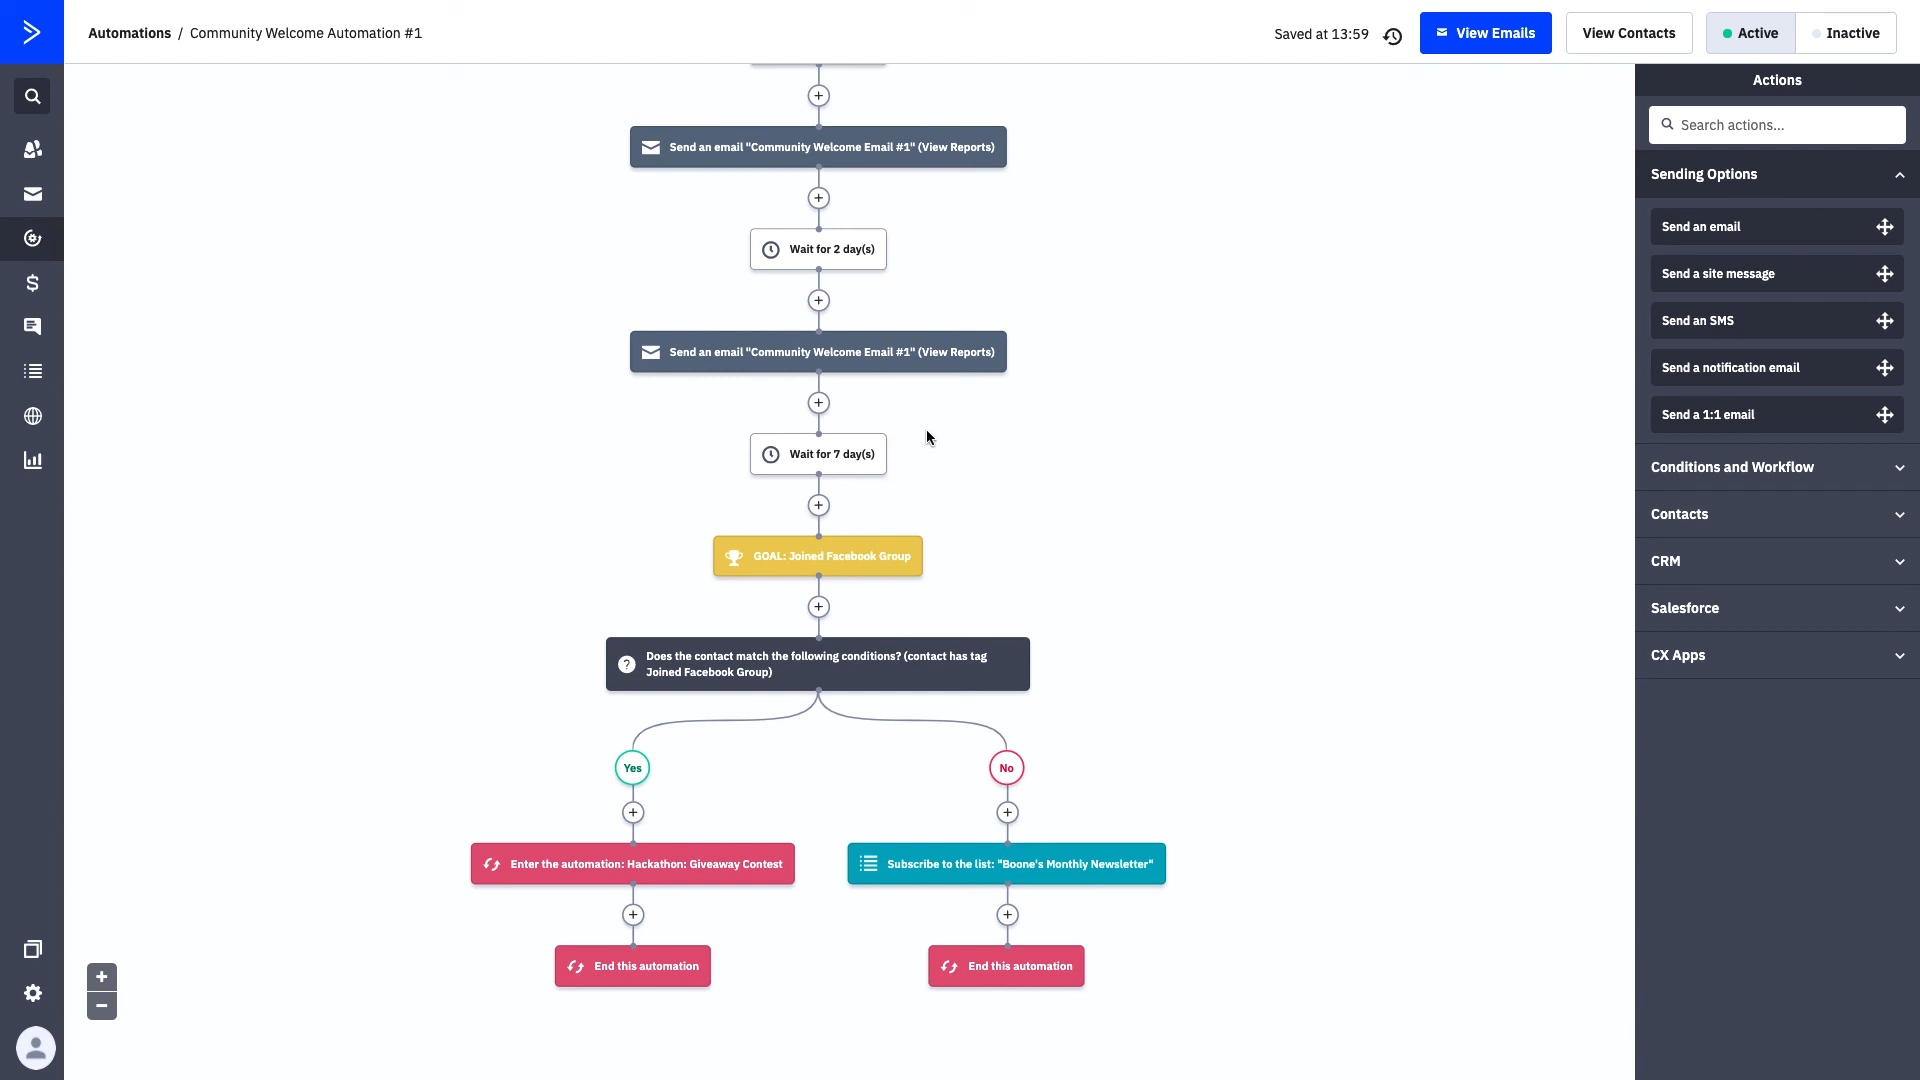 Automations / Community Welcome Automation #1
Saved at 13:59
View Emails
View Contacts
Active
Inactive
Send an email "Community Welcome Email #1" (View Reports)
Wait for 2 day(s)
Send an email "Community Welcome Email #1" (View Reports)
Wait for 7 day(s)
GOAL: Joined Facebook Group
Does the contact match the following conditions? (contact has tag
Joined Facebook Group)
Yes
No
Enter the automation: Hackathon: Giveaway Contest
Subscribe to the list: "Boone's Monthly Newsletter"
End this automation
End this automation
Actions
Search actions...
Sending Options
Send an email
Send a site message
Send an SMS
Send a notification email
Send a 1:1 email
Conditions and Workflow
Contacts
CRM
Salesforce
CX Apps